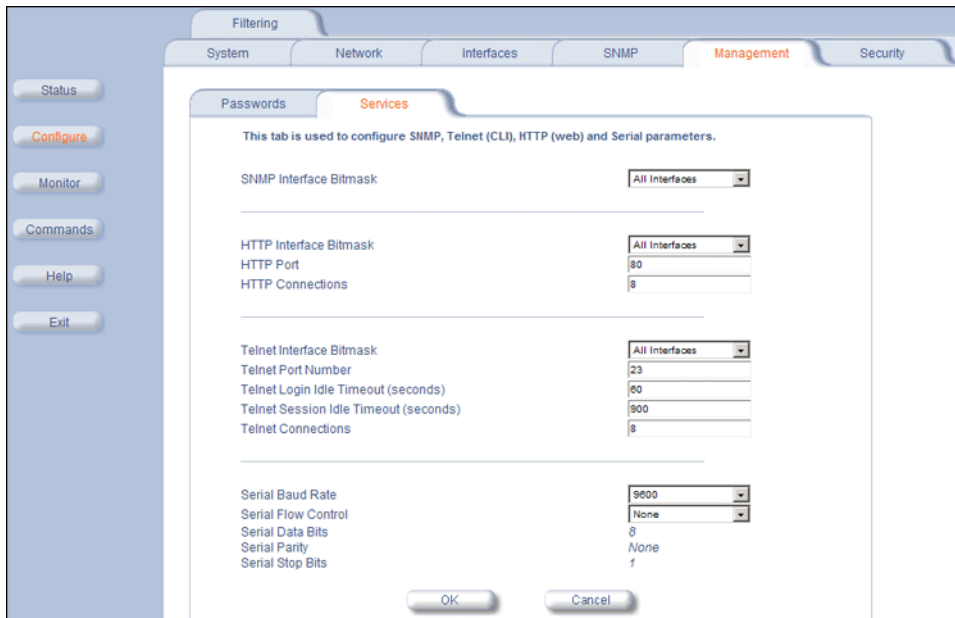 Filtering
System Network Interfaces SNMP Management Security
Status
Configure
Monitor
Commands
Help
Exit
Passwords Services
This tab is used to configure SNMP, Telnet (CLI), HTTP (web) and Serial parameters.
SNMP Interface Bitmask All Interfaces
HTTP Interface Bitmask All Interfaces
HTTP Port 80
HTTP Connections 8
Telnet Interface Bitmask All Interfaces
Telnet Port Number 23
Telnet Login Idle Timeout (seconds) 60
Telnet Session Idle Timeout (seconds) 900
Telnet Connections 8
Serial Baud Rate 9600
Serial Flow Control None
Serial Data Bits 8
Serial Parity None
Serial Stop Bits 1
OK Cancel